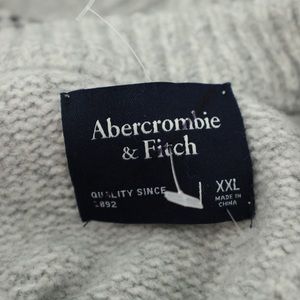 Abercrombie
& Fitch
QUALITY SINCE
1892
XXL
MADE IN
CHINA